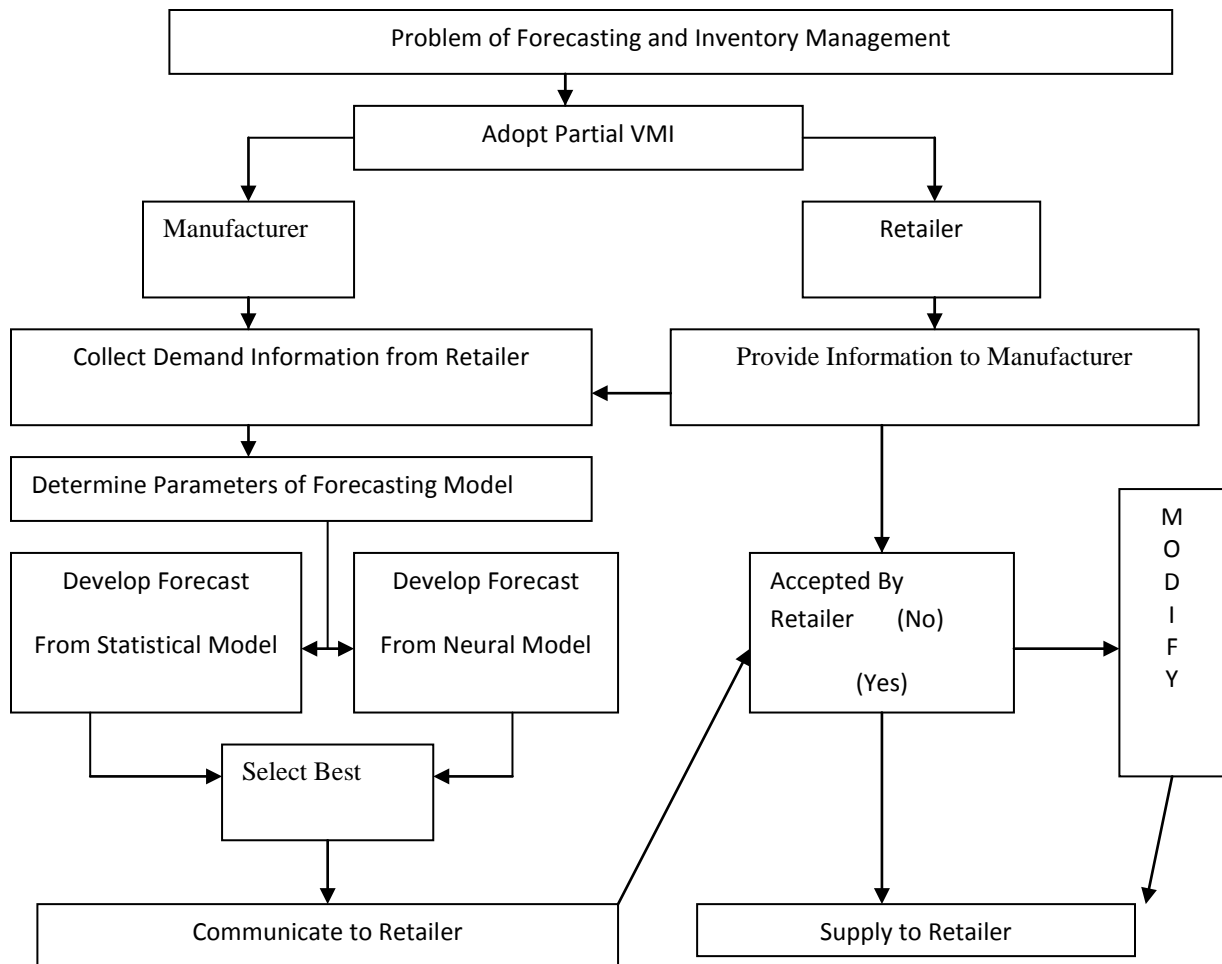 Problem of Forecasting and Inventory Management
Adopt Partial VMI
Manufacturer
Retailer
Collect Demand Information from Retailer
Provide Information to Manufacturer
Determine Parameters of Forecasting Model
Develop Forecast
From Statistical Model
Develop Forecast
From Neural Model
Accepted By
Retailer (No)
(Yes)
M
O
D
I
F
Y
Select Best
Communicate to Retailer
Supply to Retailer